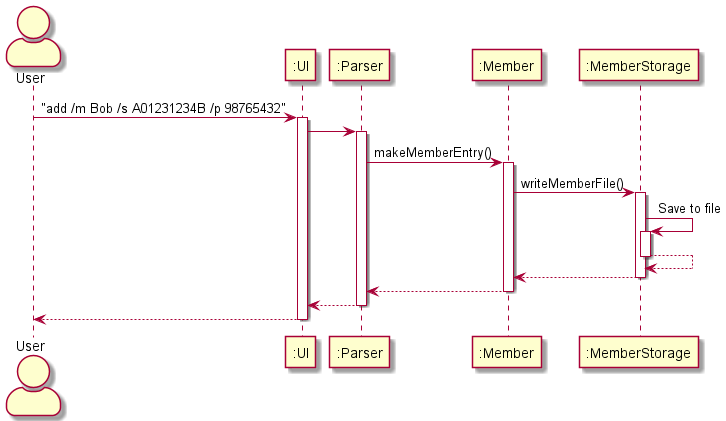 User
:UI
:Parser
:Member
:MemberStorage
"add /m Bob /s A01231234B /p 98765432"
makeMemberEntry()
writeMemberFile()
Save to file
User
:UI
:Parser
:Member
:MemberStorage